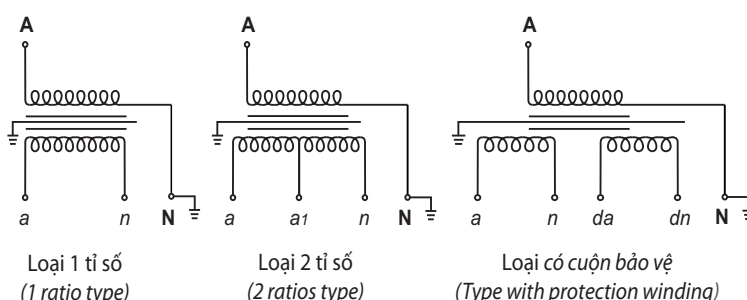 A A A
a n N a a1 n N a n da dn N
Loại 1 tỉ số
(1 ratio type)
Loại 2 tỉ số
(2 ratios type)
Loại có cuộn bảo vệ
(Type with protection winding)